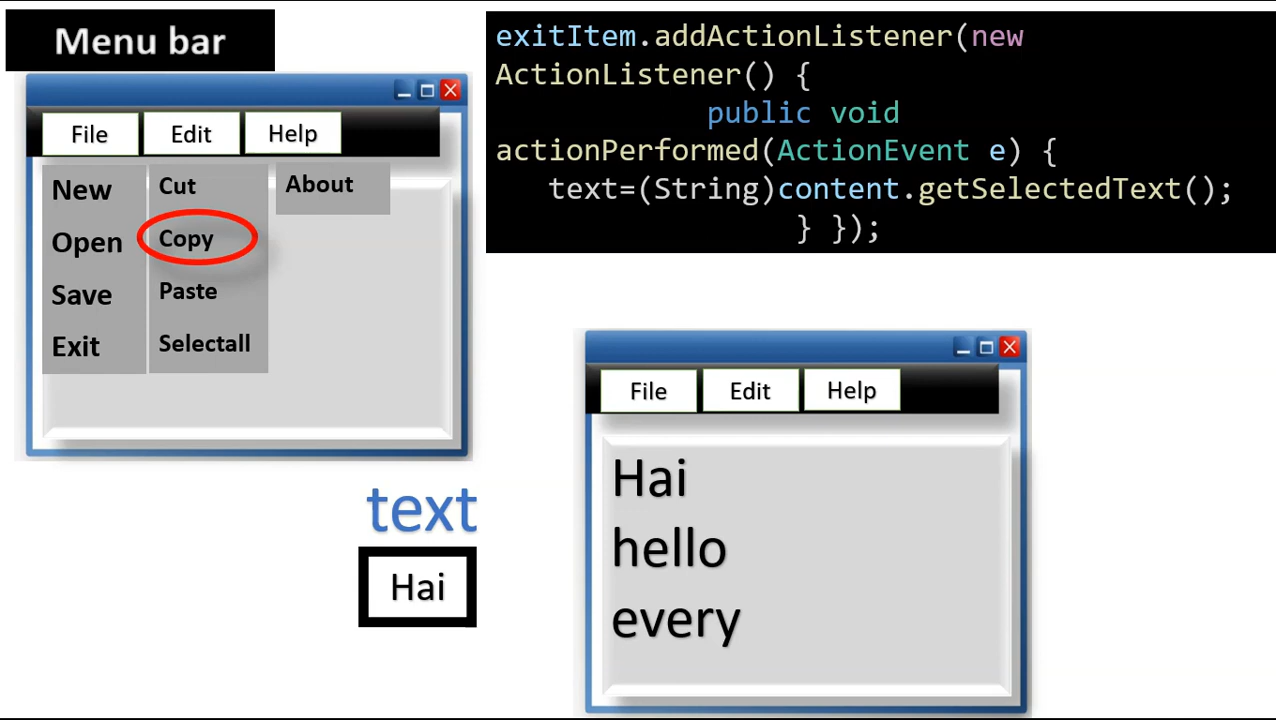 Menu bar
File Edit Help
New Cut About
Open Copy
Save Paste
Exit Selectall
exitItem.addActionListener(new
ActionListener() {
public void
actionPerformed(ActionEvent e) {
text=(String)content.getSelectedText();
} });
text
Hai
File Edit Help
Hai
hello
every